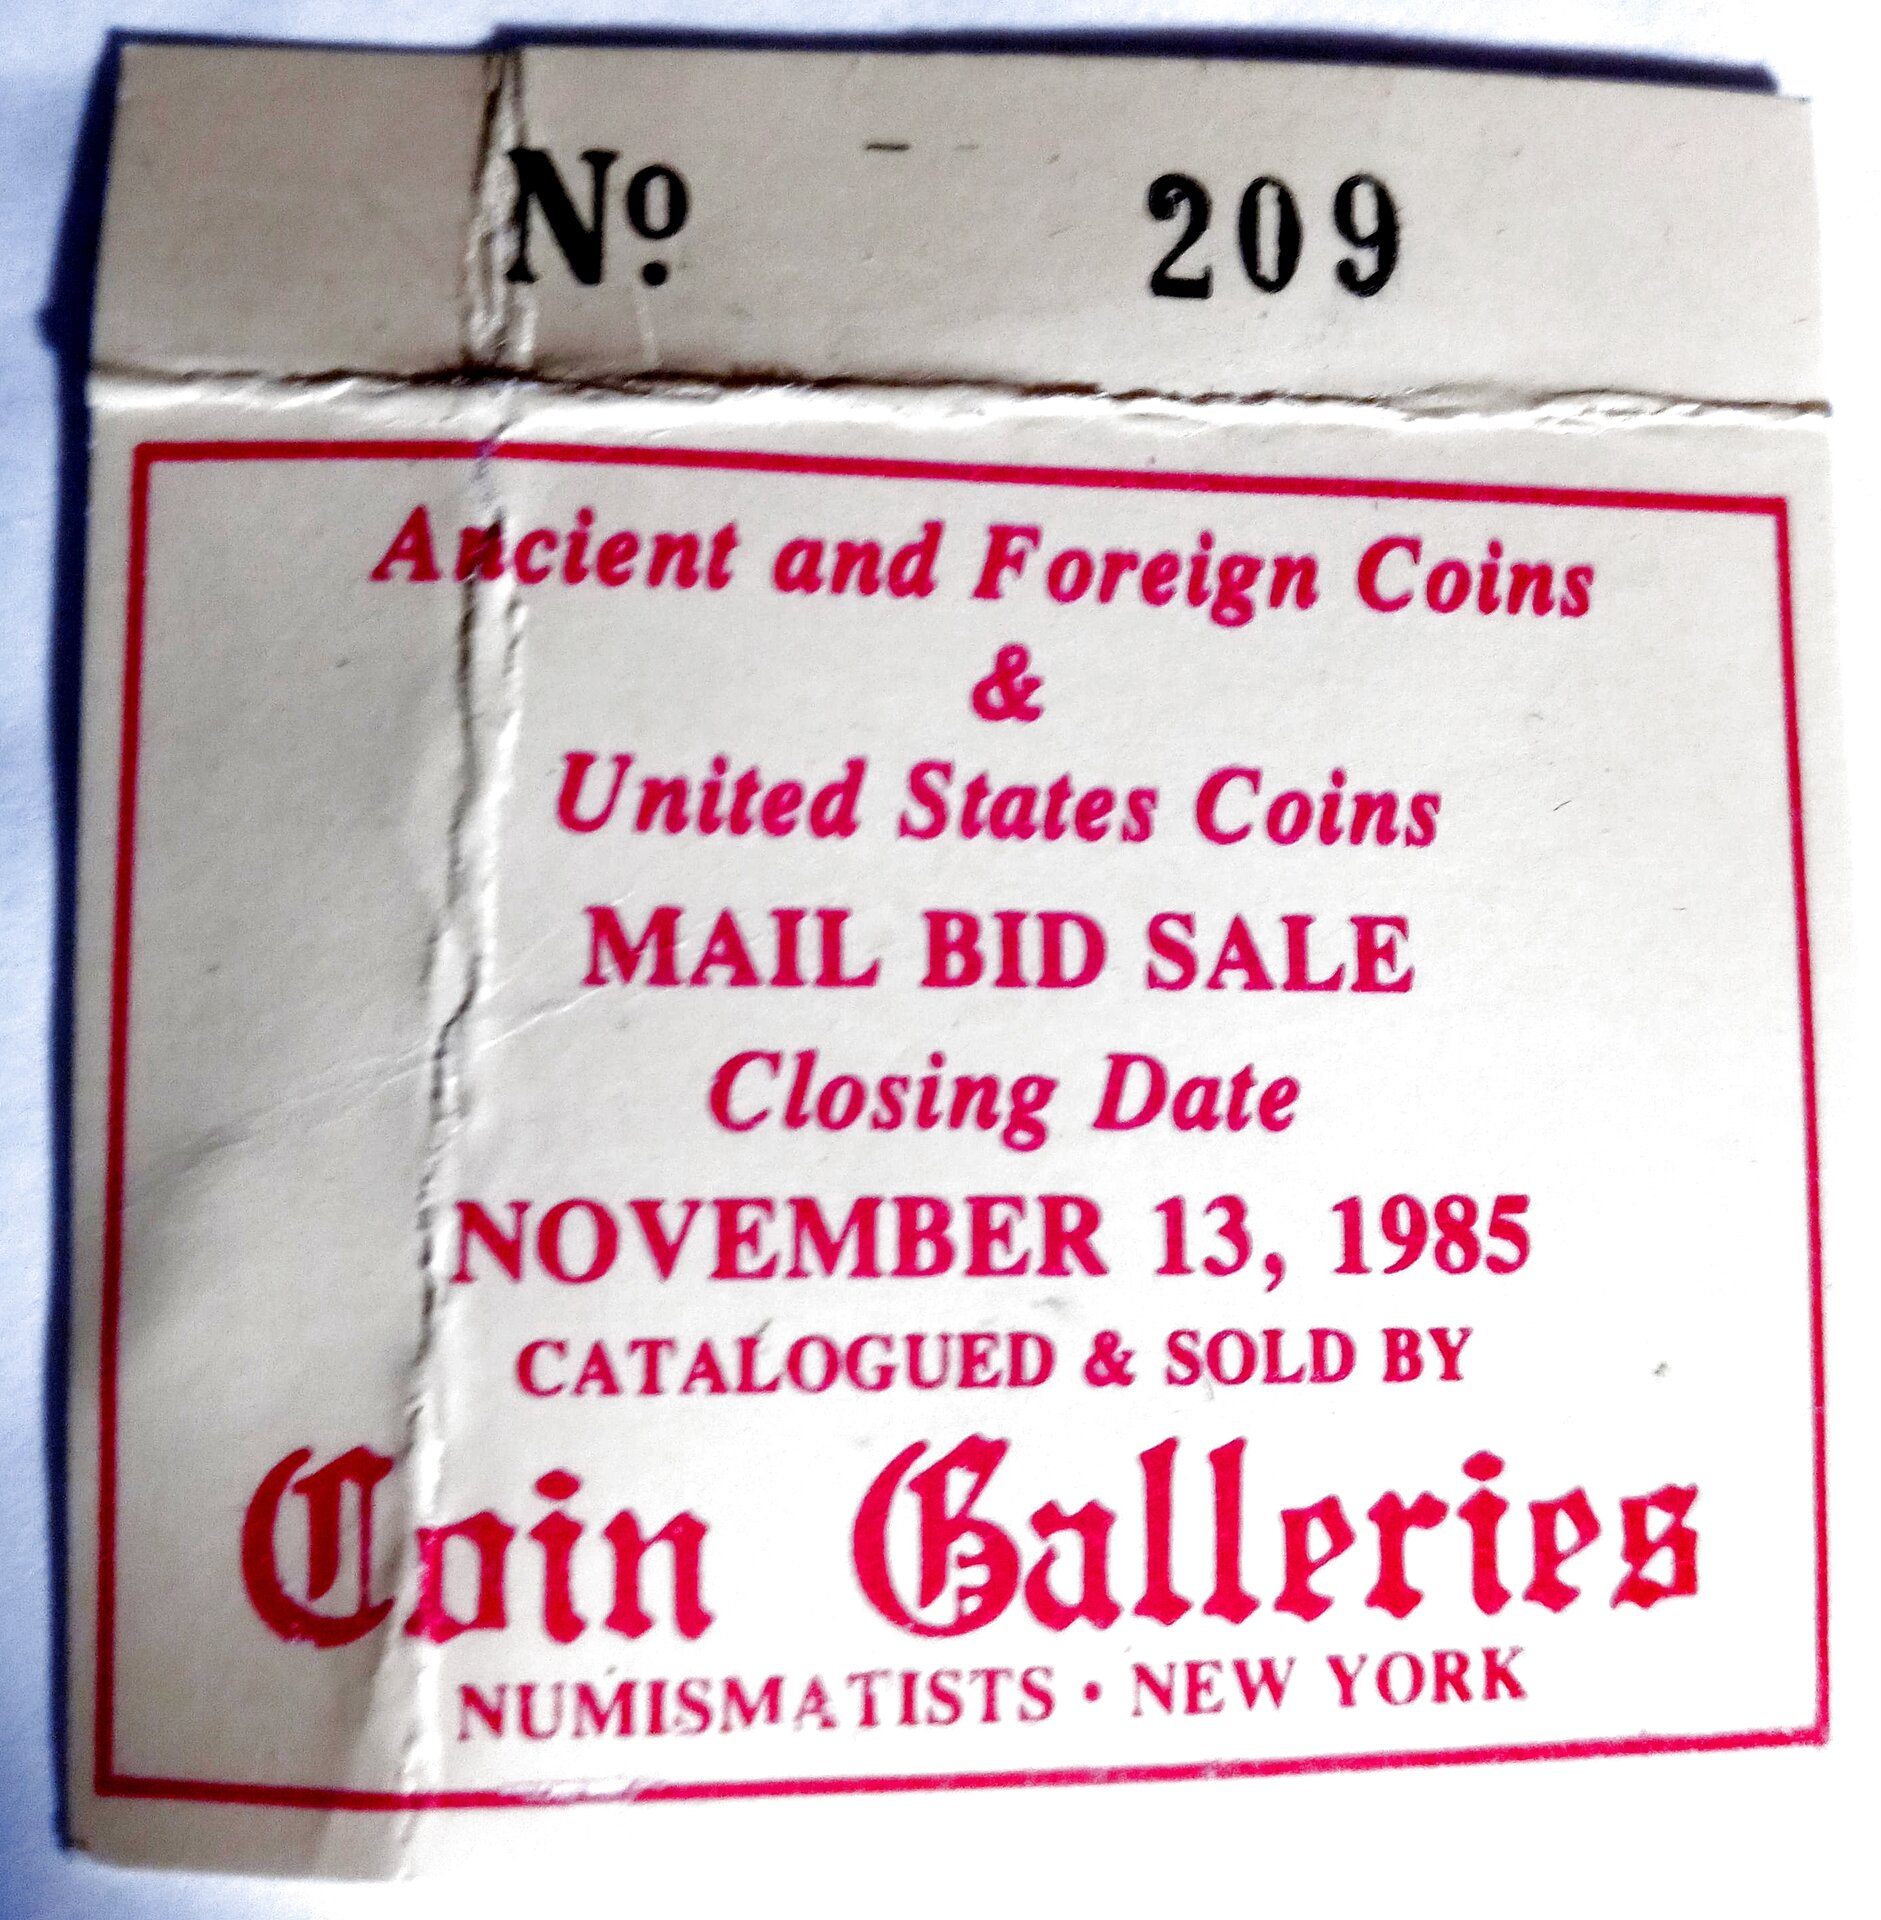 No. 209
Ancient and Foreign Coins
&
United States Coins
MAIL BID SALE
Closing Date
NOVEMBER 13, 1985
CATALOGUED & SOLD BY
Coin Galleries
NUMISMATISTS • NEW YORK